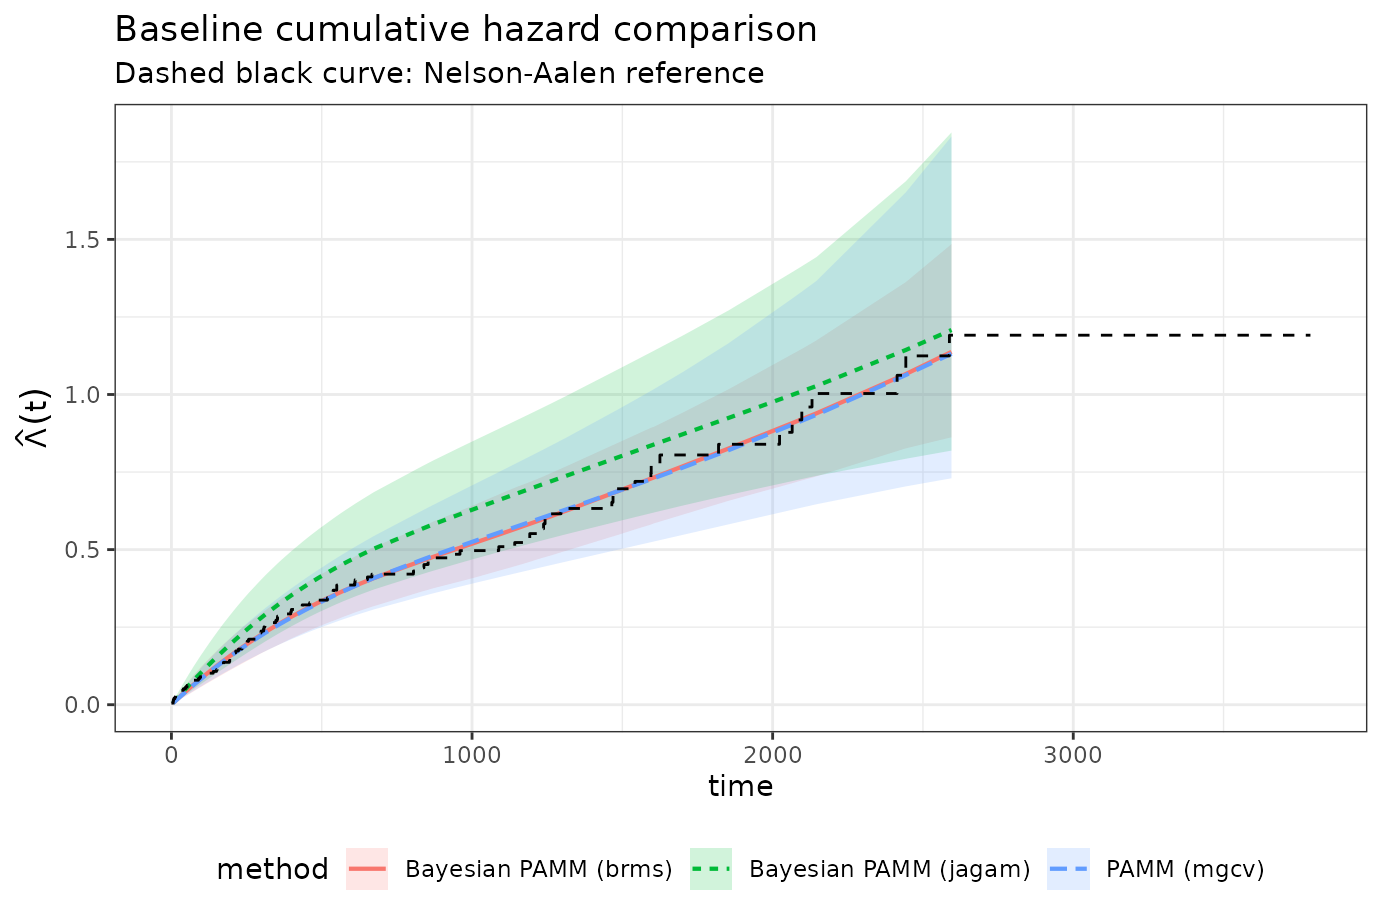 Baseline cumulative hazard comparison
Dashed black curve: Nelson-Aalen reference
1.5
1.0
0.5
0.0
Λ̂(t)
0 1000 2000 3000
time
method Bayesian PAMM (brms) Bayesian PAMM (jagam) PAMM (mgcv)